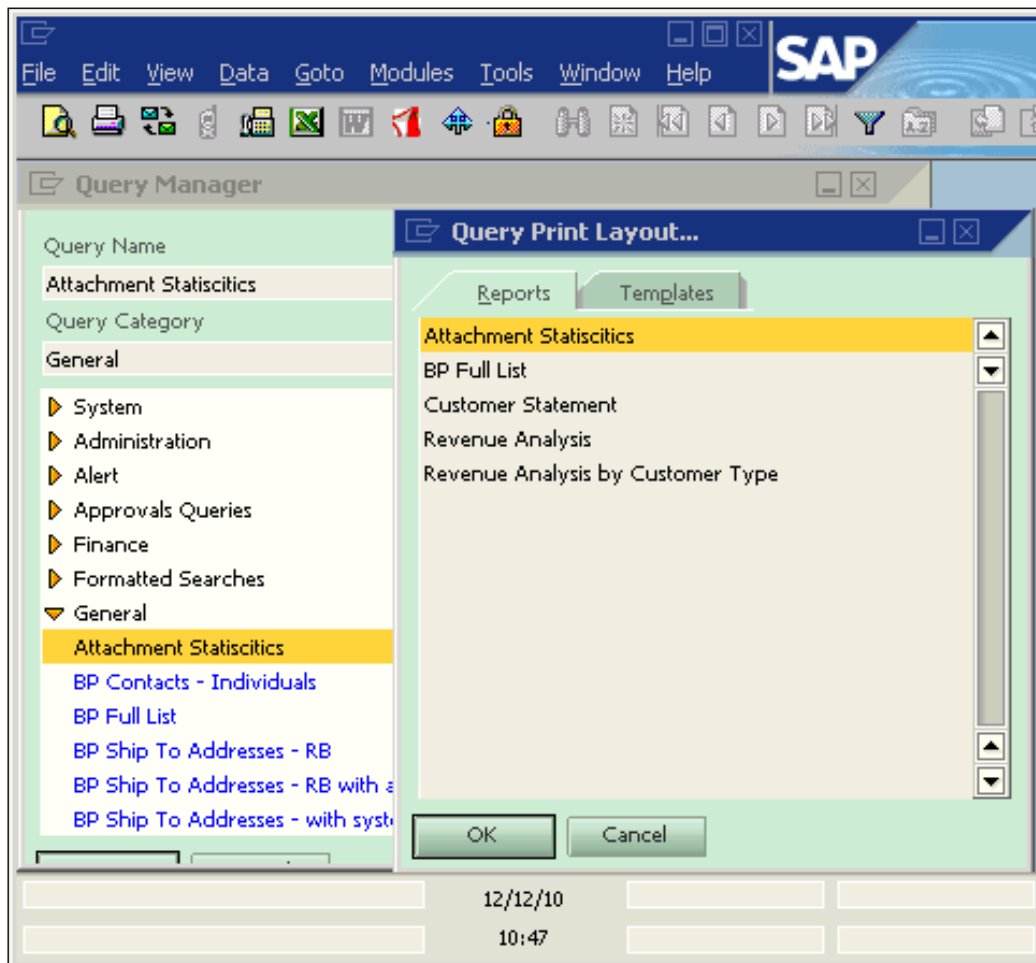 File Edit View Data Goto Modules Tools Window Help
SAP
Query Manager
Query Name
Attachment Statiscitics
Query Category
General
System
Administration
Alert
Approvals Queries
Finance
Formatted Searches
General
Attachment Statiscitics
BP Contacts - Individuals
BP Full List
BP Ship To Addresses - RB
BP Ship To Addresses - RB with a
BP Ship To Addresses - with syst
Query Print Layout...
Reports Templates
Attachment Statiscitics
BP Full List
Customer Statement
Revenue Analysis
Revenue Analysis by Customer Type
OK Cancel
12/12/10
10:47